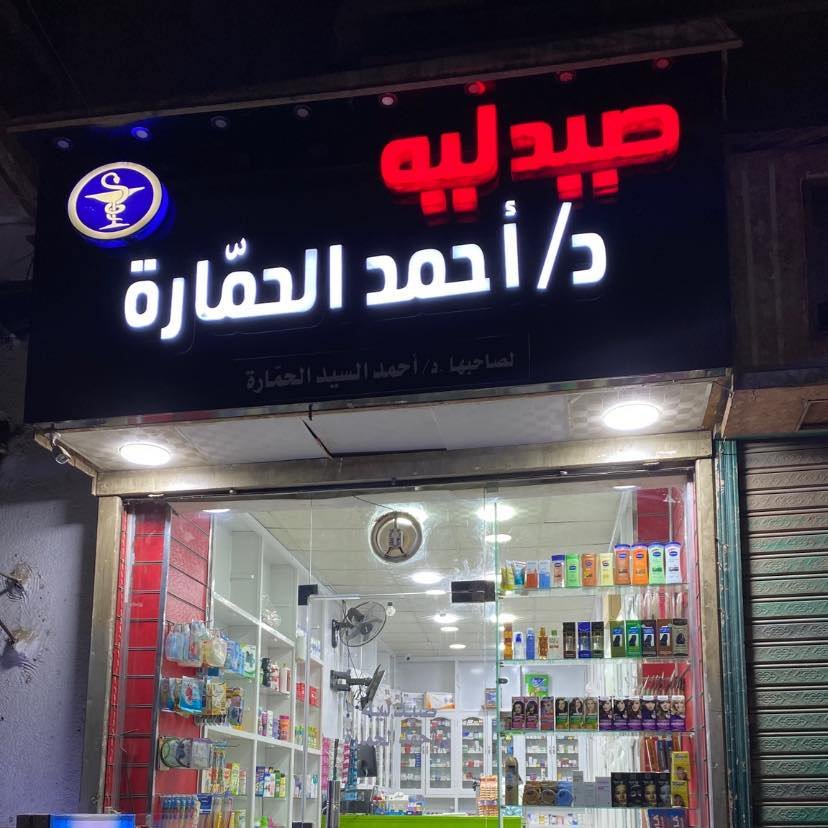 صيدليه
د/أحمد الحمّارة
لصاحبها د/أحمد السيد الحمّارة